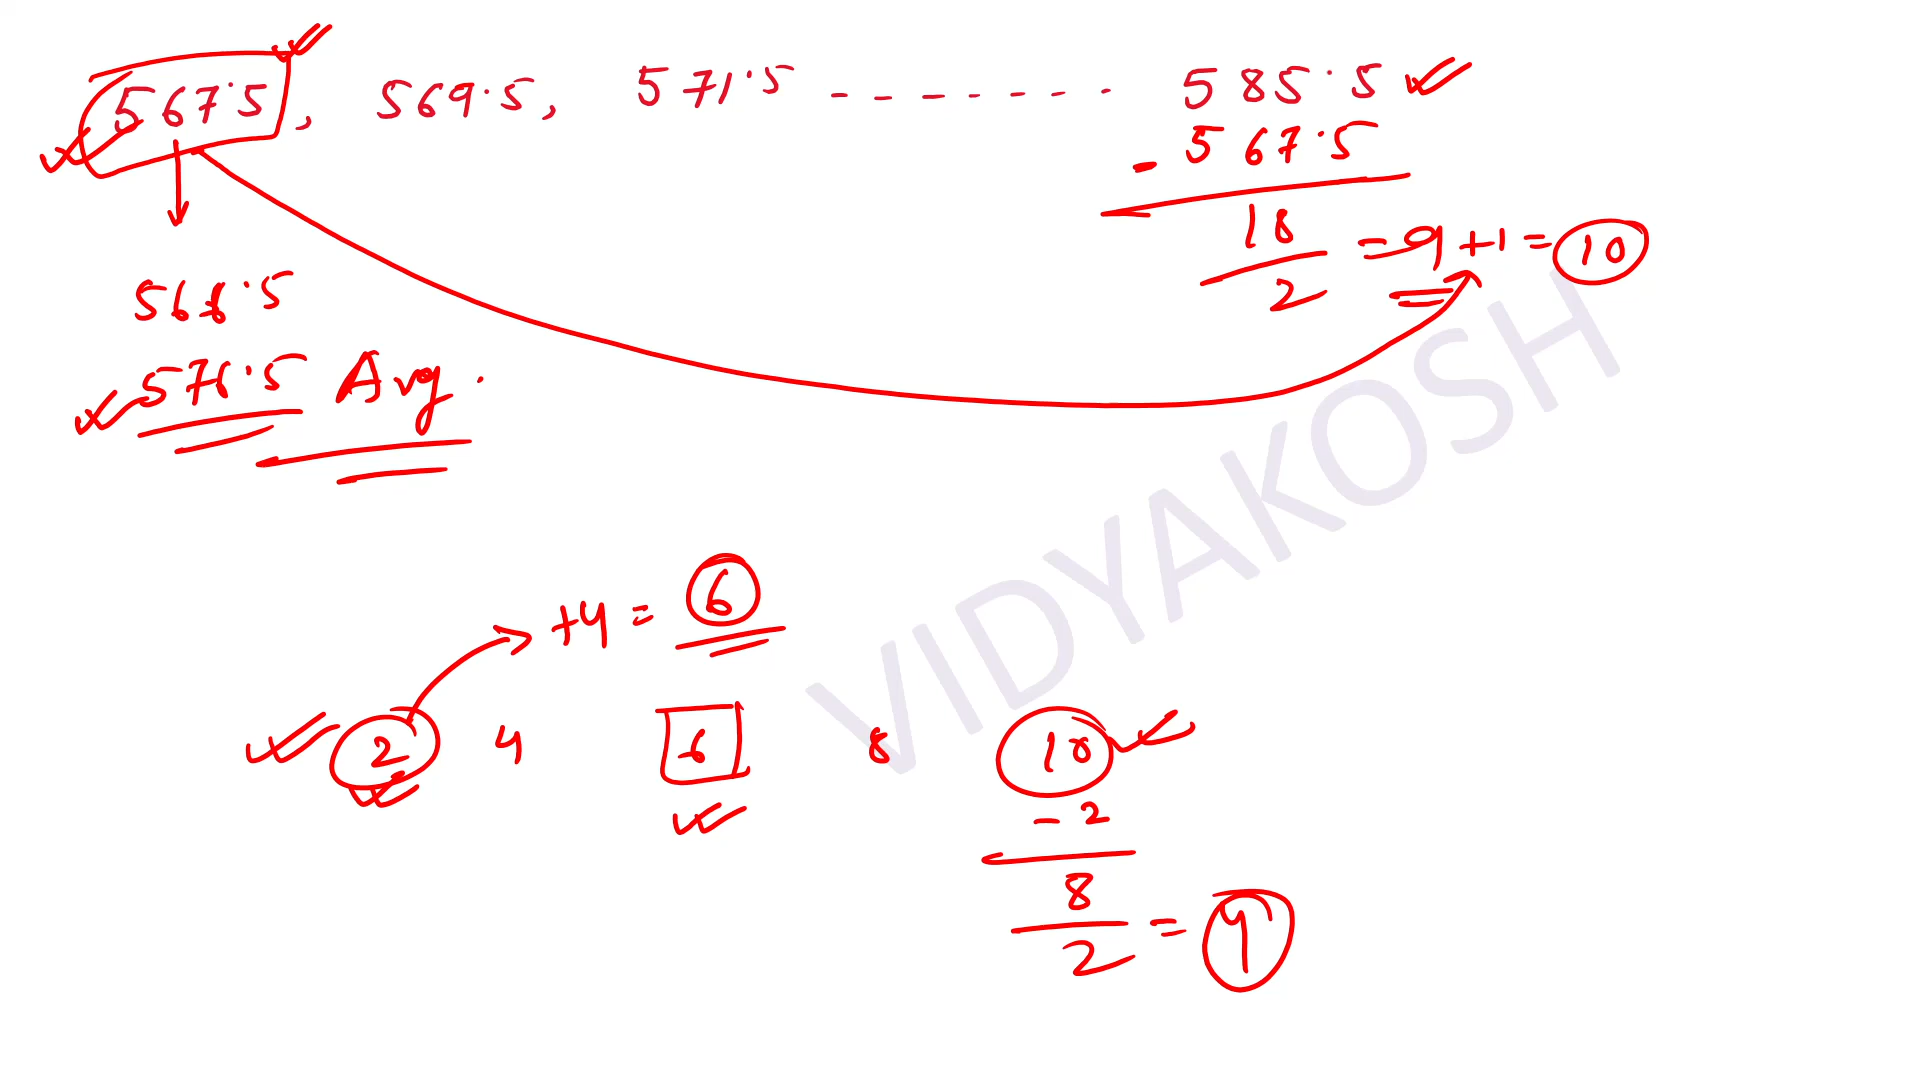 567.5, 569.5, 571.5 - - - - - - - 585.5
- 567.5
18/2 = 9+1 = 10
568.5
576.5 Avg.
+4 = 6
2 4 6 8 10
- 2
8/2 = 4
VIDYAKOSH